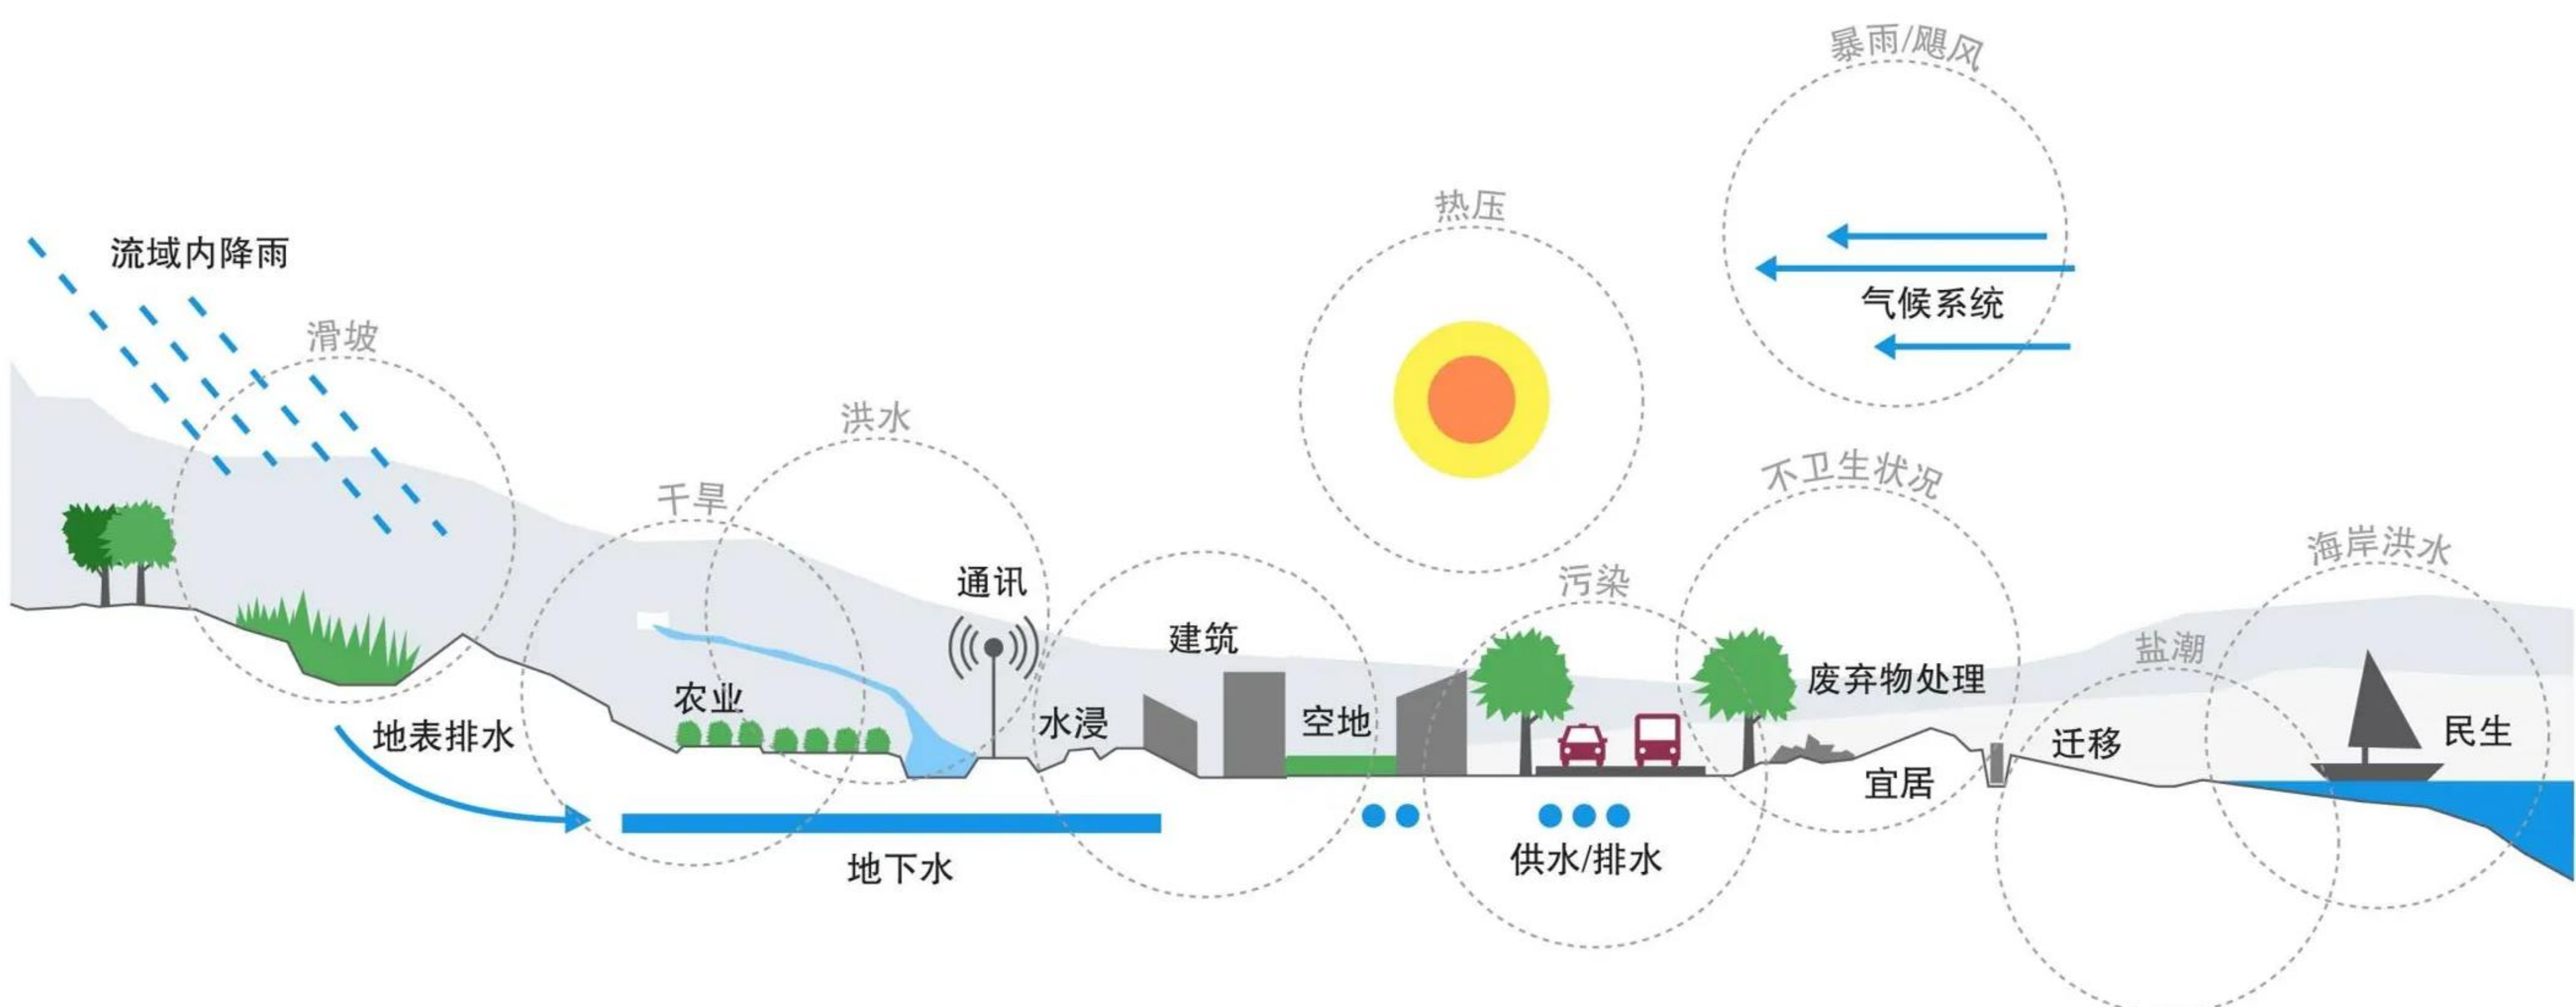 暴雨/飓风
热压
流域内降雨
气候系统
滑坡
洪水
干旱
不卫生状况
海岸洪水
通讯
污染
建筑
盐潮
农业
废弃物处理
地表排水
水浸
空地
迁移
民生
宜居
地下水
供水/排水